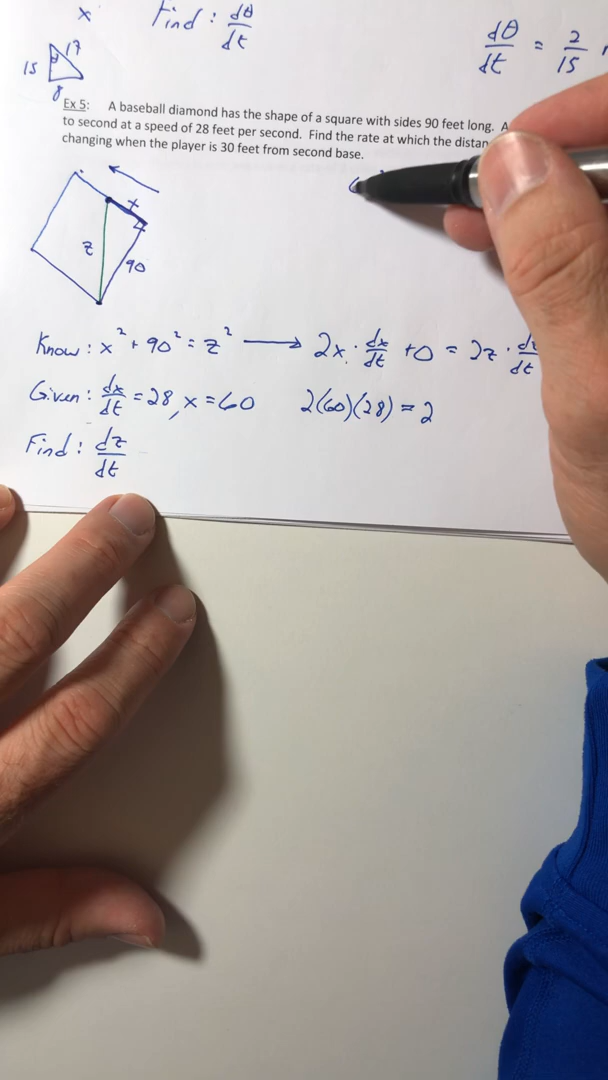 x Find : dθ/dt
dθ/dt = 2/15
17
15
8
Ex 5: A baseball diamond has the shape of a square with sides 90 feet long. A
to second at a speed of 28 feet per second. Find the rate at which the
changing when the player is 30 feet from second base.
x
z
90
Know : x² + 90² = z² → 2x · dx/dt + 0 = 2z ·
dt
Given : dx/dt = 28, x = 60 2(60)(28) = 2
Find : dz/dt